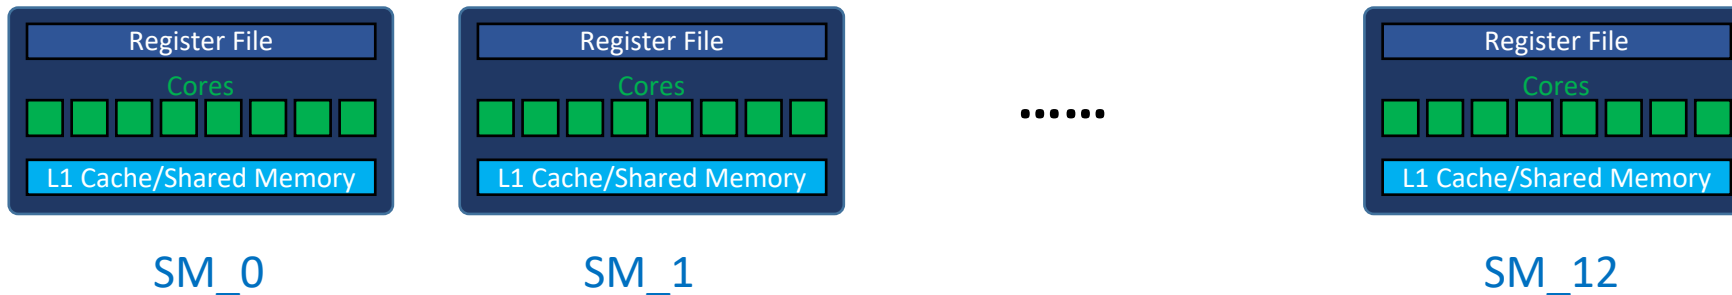 Register File
Cores
L1 Cache/Shared Memory
SM_0
Register File
Cores
L1 Cache/Shared Memory
SM_1
......
Register File
Cores
L1 Cache/Shared Memory
SM_12